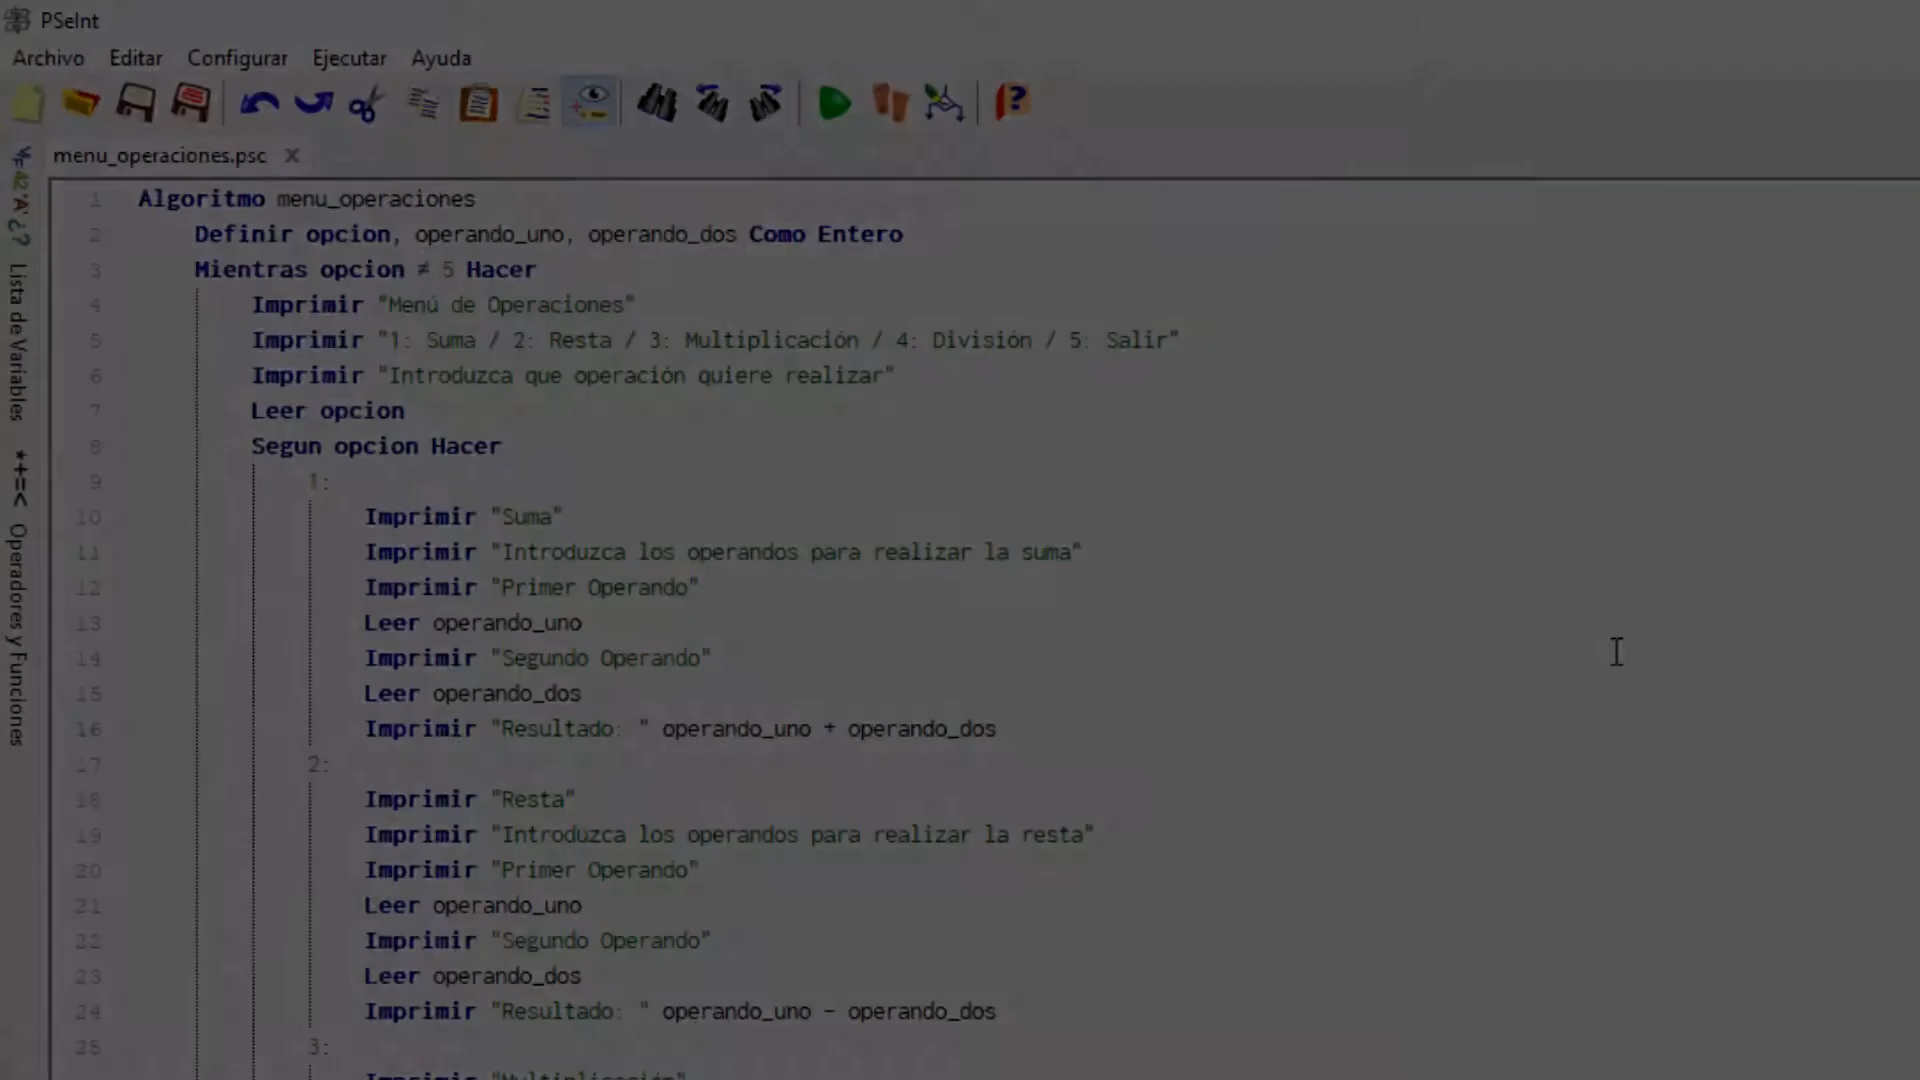 PSeInt
Archivo Editar Configurar Ejecutar Ayuda
menu_operaciones.psc
1 Algoritmo menu_operaciones
2 Definir opcion, operando_uno, operando_dos Como Entero
3 Mientras opcion ≠ 5 Hacer
4 Imprimir "Menú de Operaciones"
5 Imprimir "1: Suma / 2: Resta / 3: Multiplicación / 4: División / 5: Salir"
6 Imprimir "Introduzca que operación quiere realizar"
7 Leer opcion
8 Segun opcion Hacer
9 1:
10 Imprimir "Suma"
11 Imprimir "Introduzca los operandos para realizar la suma"
12 Imprimir "Primer Operando"
13 Leer operando_uno
14 Imprimir "Segundo Operando"
15 Leer operando_dos
16 Imprimir "Resultado: " operando_uno + operando_dos
17 2:
18 Imprimir "Resta"
19 Imprimir "Introduzca los operandos para realizar la resta"
20 Imprimir "Primer Operando"
21 Leer operando_uno
22 Imprimir "Segundo Operando"
23 Leer operando_dos
24 Imprimir "Resultado: " operando_uno - operando_dos
25 3:
Imprimir "Multiplicación"
42 'A' ¿?
Lista de Variables
*+=< Operadores y Funciones